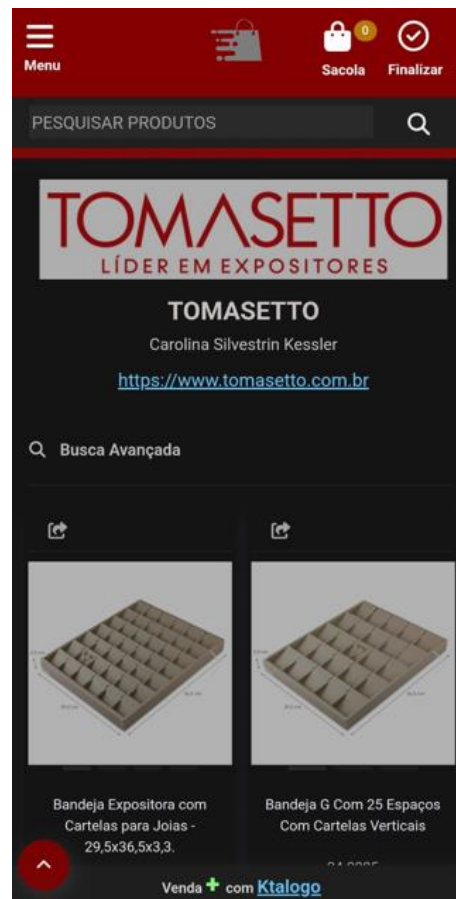 0
Menu
Sacola
Finalizar
PESQUISAR PRODUTOS
TOMASETTO
LÍDER EM EXPOSITORES
TOMASETTO
Carolina Silvestrin Kessler
https://www.tomasetto.com.br
Busca Avançada
Bandeja Expositora com
Cartelas para Joias -
29,5x36,5x3,3.
Bandeja G Com 25 Espaços
Com Cartelas Verticais
Venda + com Ktalogo